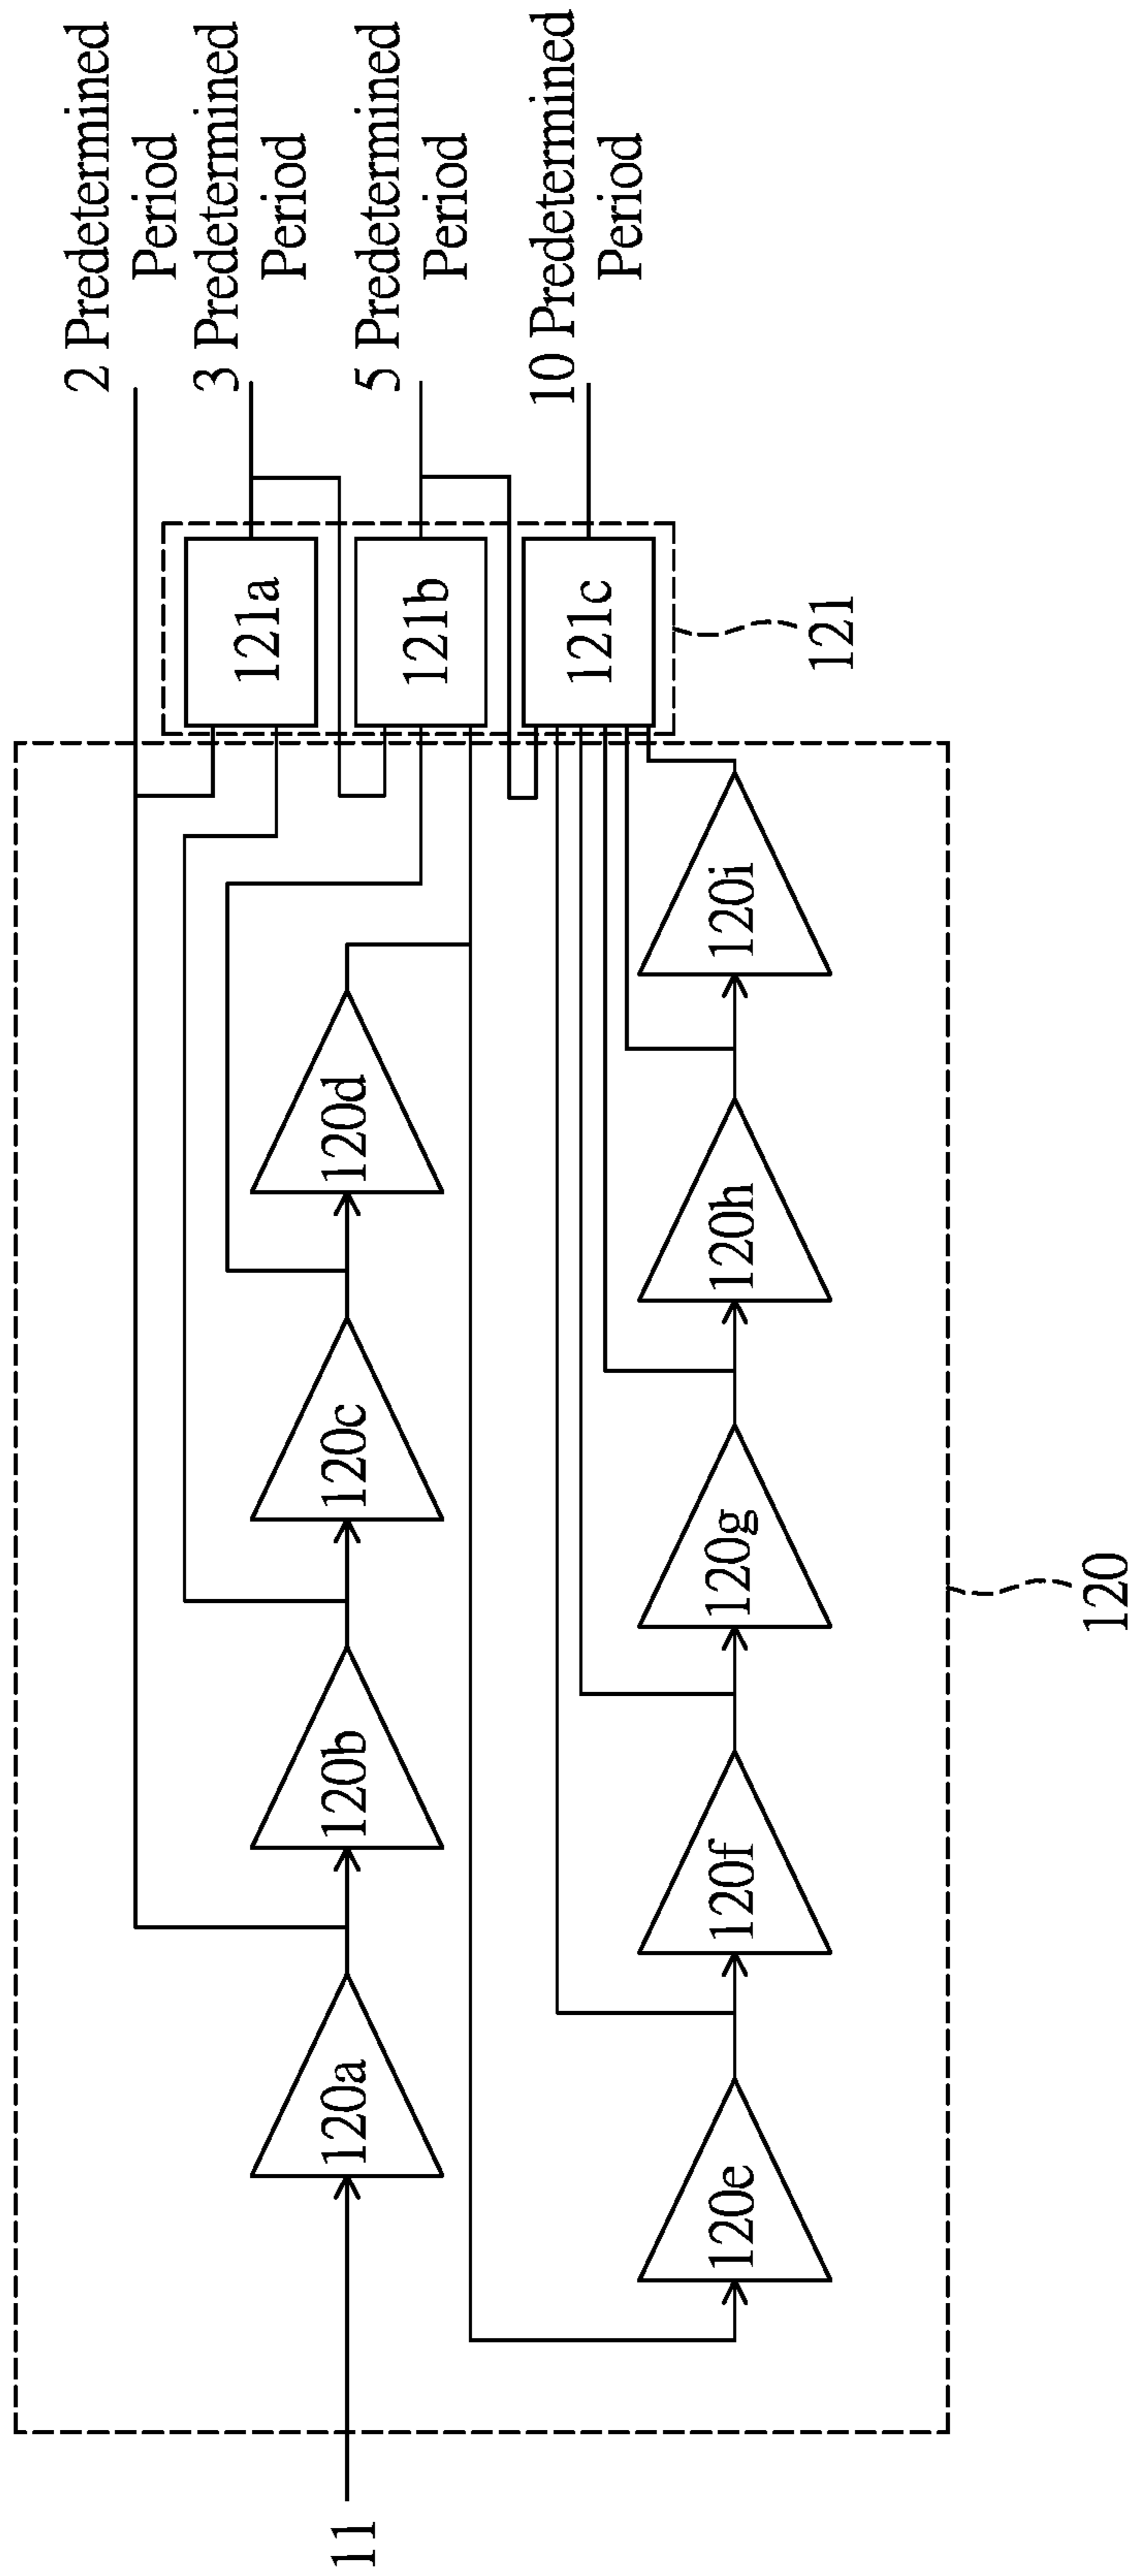 2 Predetermined
Period
3 Predetermined
Period
5 Predetermined
Period
10 Predetermined
Period
121a
121b
121c
121
120a
120b
120c
120d
120e
120f
120g
120h
120i
120
11